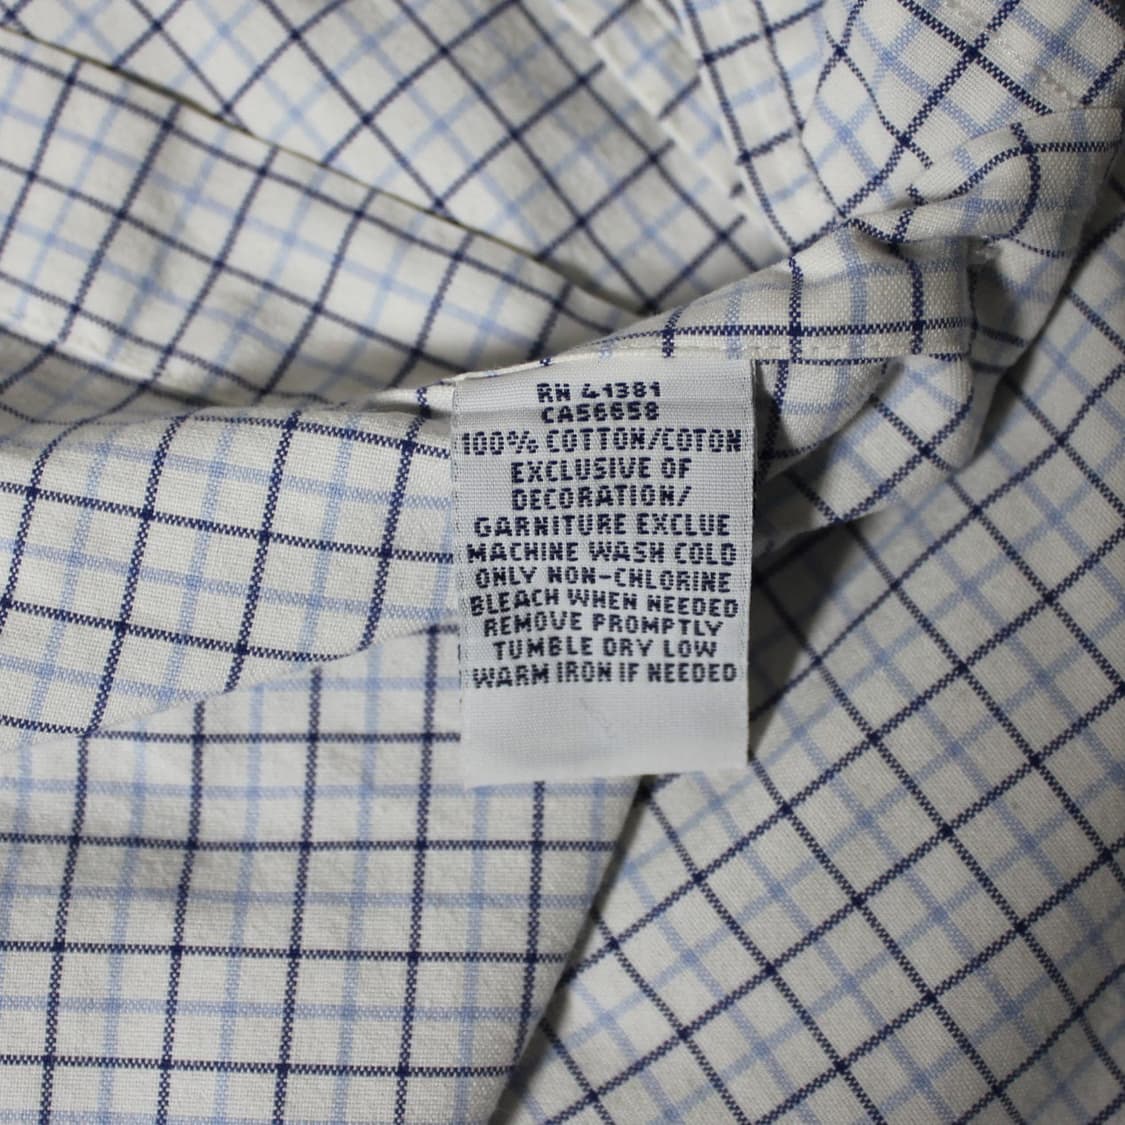 RN 41381
CA56658
100% COTTON/COTON
EXCLUSIVE OF
DECORATION/
GARNITURE EXCLUE
MACHINE WASH COLD
ONLY NON-CHLORINE
BLEACH WHEN NEEDED
REMOVE PROMPTLY
TUMBLE DRY LOW
WARM IRON IF NEEDED